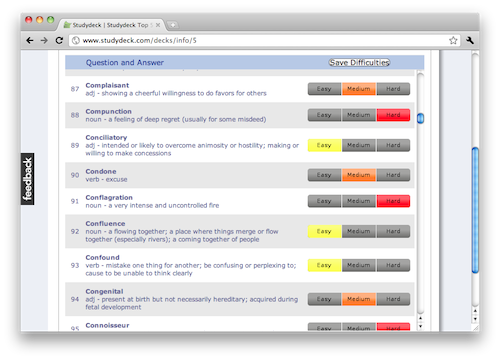 Studydeck | Studydeck Top 5
www.studydeck.com/decks/info/5
Question and Answer Save Difficulties
87 Complaisant
adj - showing a cheerful willingness to do favors for others
Easy Medium Hard
88 Compunction
noun - a feeling of deep regret (usually for some misdeed)
Easy Medium Hard
89 Conciliatory
adj - intended or likely to overcome animosity or hostility; making or
willing to make concessions
Easy Medium Hard
90 Condone
verb - excuse
Easy Medium Hard
91 Conflagration
noun - a very intense and uncontrolled fire
Easy Medium Hard
92 Confluence
noun - a flowing together; a place where things merge or flow
together (especially rivers); a coming together of people
Easy Medium Hard
93 Confound
verb - mistake one thing for another; be confusing or perplexing to;
cause to be unable to think clearly
Easy Medium Hard
94 Congenital
adj - present at birth but not necessarily hereditary; acquired during
fetal development
Easy Medium Hard
95 Connoisseur
Easy Medium Hard
feedback